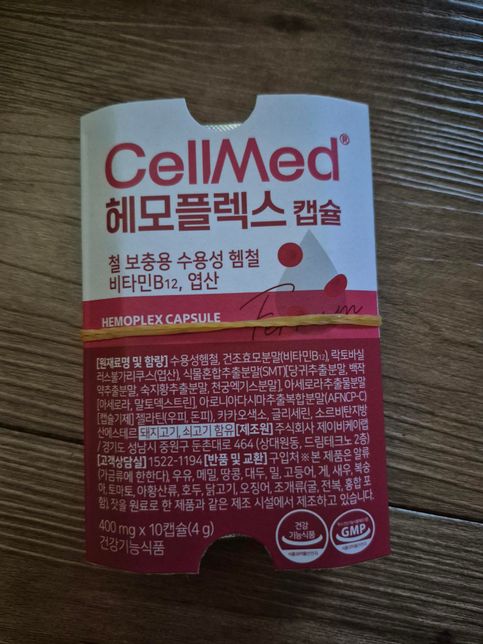 CellMed®
헤모플렉스 캡슐
철 보충용 수용성 헴철
비타민B12, 엽산
HEMOPLEX CAPSULE
[원재료명 및 함량] 수용성헴철, 건조효모분말(비타민B12), 락토바실
러스불가리쿠스(엽산), 식물혼합추출분말(SMT)[당귀추출분말, 백작
약추출분말, 숙지황추출분말, 천궁엑기스분말], 아세로라추출물분말
[아세로라, 말토덱스트린], 아로니아다시마추출복합분말(AFNCP-C)
[캡슐기제] 젤라틴(우피, 돈피), 카카오색소, 글리세린, 소르비탄지방
산에스테르 돼지고기, 쇠고기 함유 [제조원] 주식회사 제이비케이랩
/경기도 성남시 중원구 둔촌대로 464 (상대원동, 드림테크노 2층)
[고객상담실] 1522-1194 [반품 및 교환] 구입처 ※본 제품은 알류
(가금류에 한한다), 우유, 메밀, 땅콩, 대두, 밀, 고등어, 게, 새우, 복숭
아, 토마토, 아황산류, 호두, 닭고기, 오징어, 조개류(굴, 전복, 홍합 포
함), 잣을 원료로 한 제품과 같은 제조 시설에서 제조하고 있습니다.
400 mg x 10캡슐(4 g)
건강기능식품
건강
기능식품
GMP